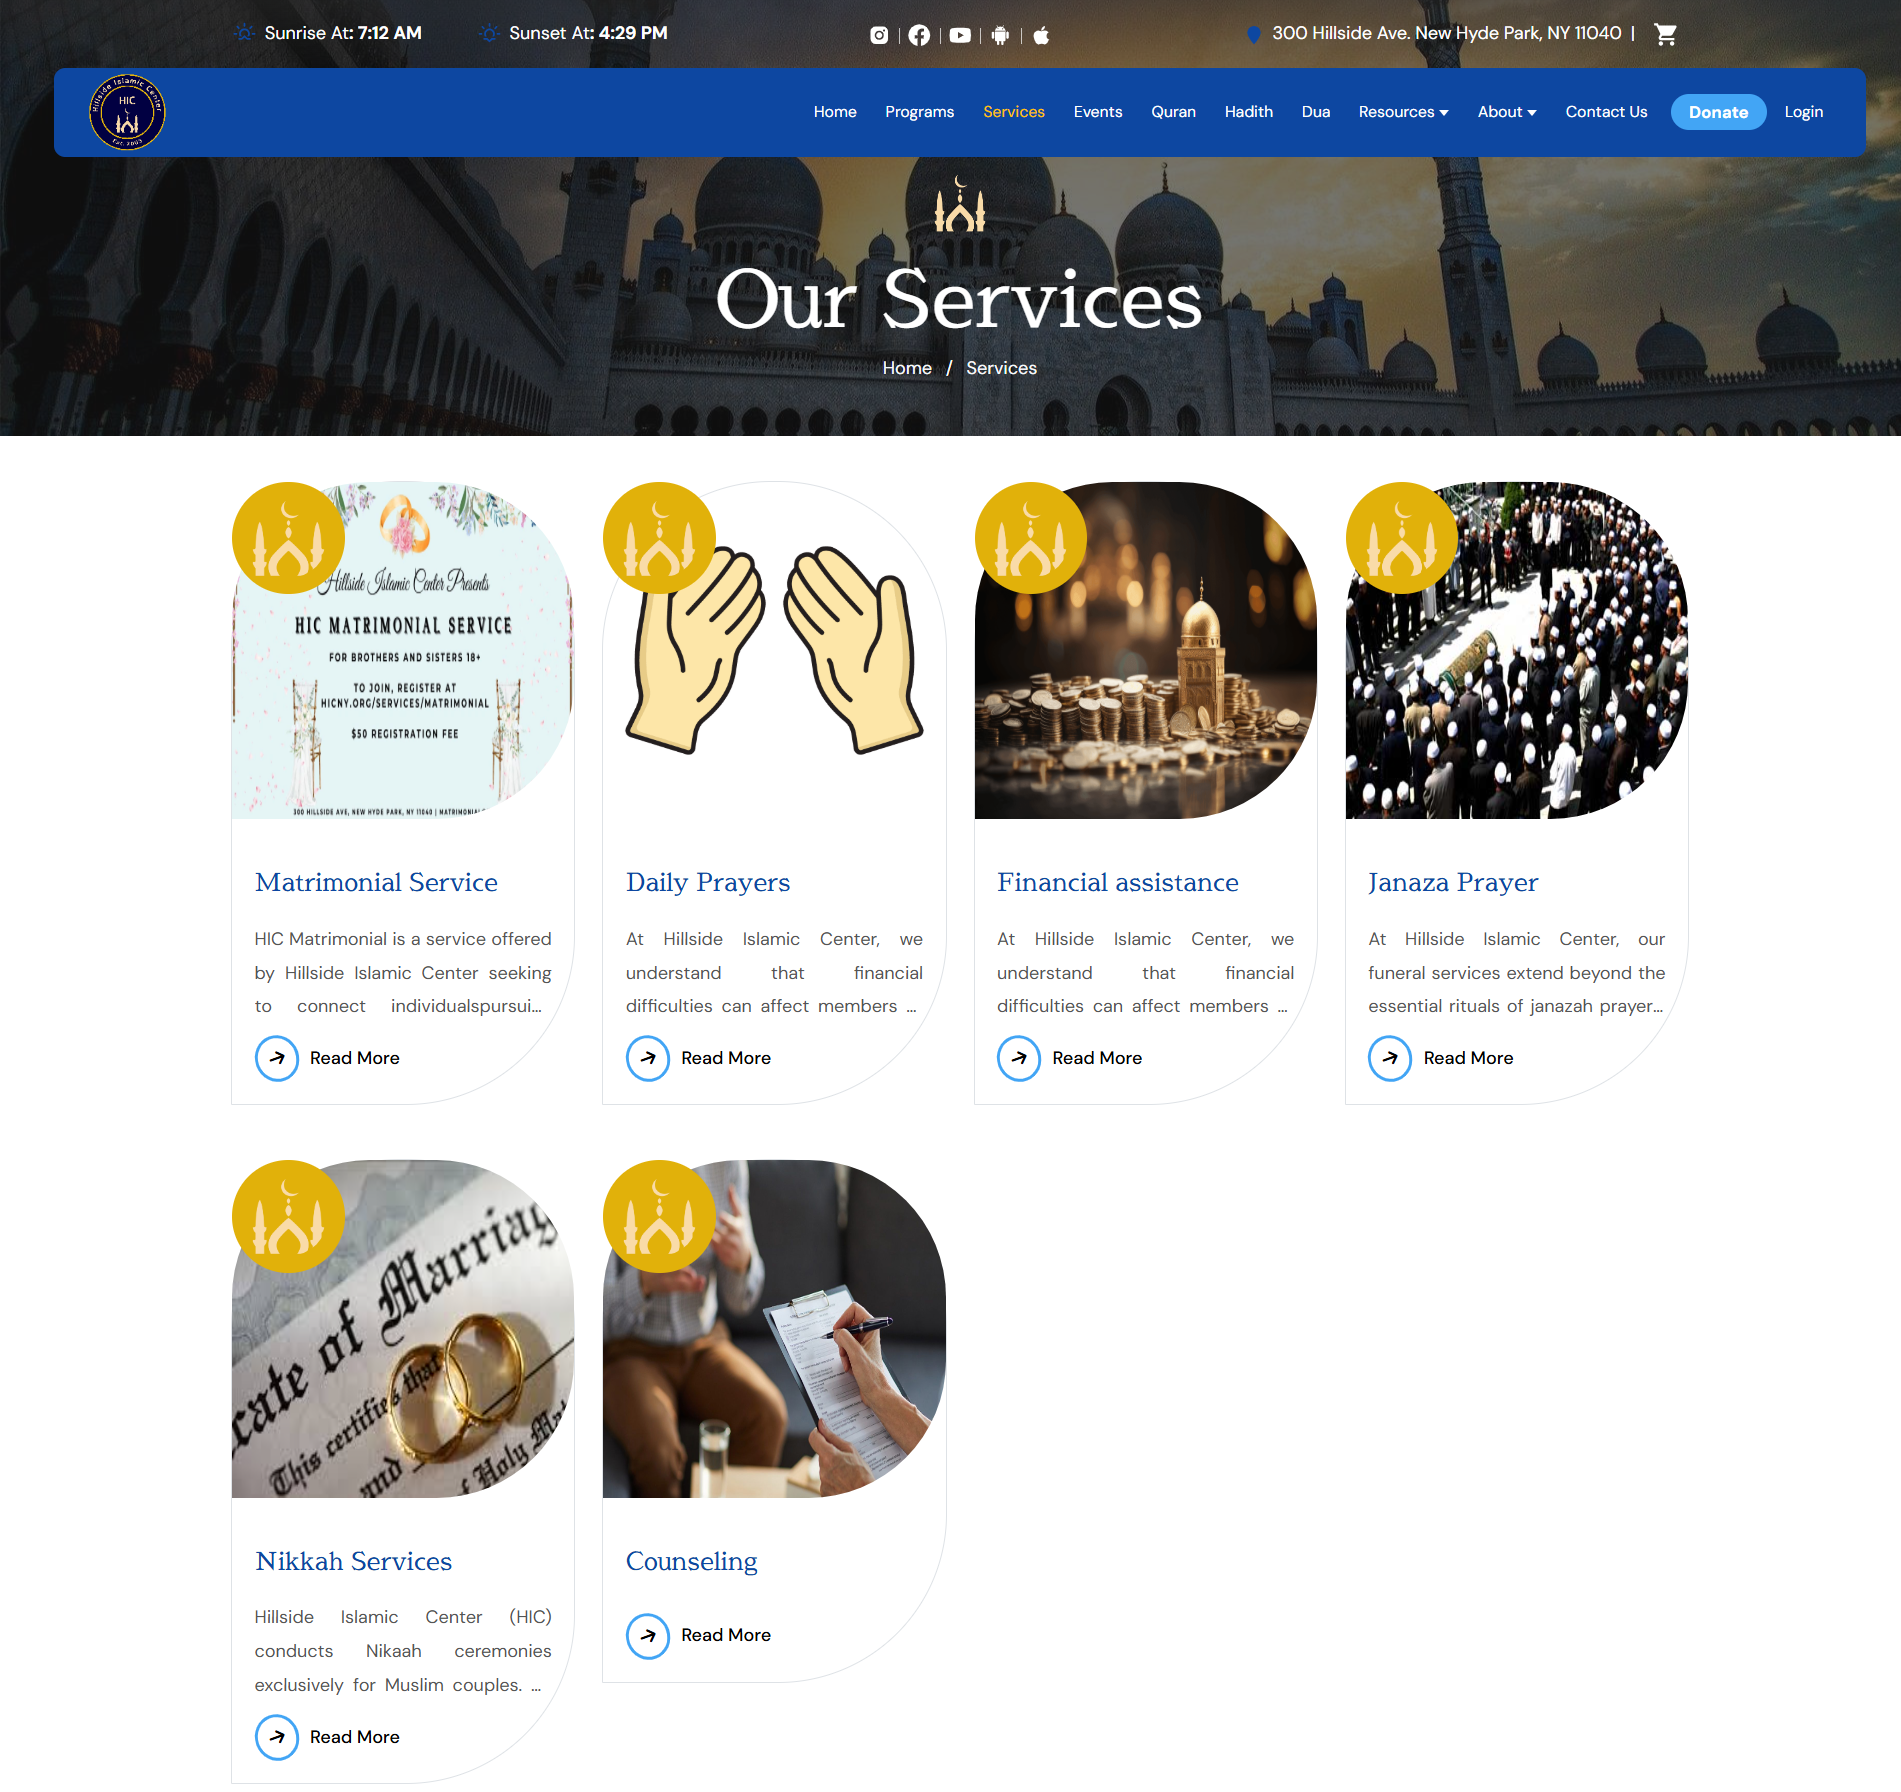 Sunrise At: 7:12 AM
Sunset At: 4:29 PM
300 Hillside Ave. New Hyde Park, NY 11040 |
Hillside Islamic Center
HIC
Est. 2005
Home
Programs
Services
Events
Quran
Hadith
Dua
Resources
About
Contact Us
Donate
Login
Our Services
Home / Services
Hillside Islamic Center Presents
HIC MATRIMONIAL SERVICE
FOR BROTHERS AND SISTERS 18+
TO JOIN, REGISTER AT
HICNY.ORG/SERVICES/MATRIMONIAL
$50 REGISTRATION FEE
300 HILLSIDE AVE, NEW HYDE PARK, NY 11040 |
Matrimonial Service
HIC Matrimonial is a service offered
by Hillside Islamic Center seeking
to connect individualspursui...
Read More
Daily Prayers
At Hillside Islamic Center, we
understand that financial
difficulties can affect members ...
Read More
Financial assistance
At Hillside Islamic Center, we
understand that financial
difficulties can affect members ...
Read More
Janaza Prayer
At Hillside Islamic Center, our
funeral services extend beyond the
essential rituals of janazah prayer...
Read More
cate of Marriag
This certifies that
and
of Holy Mat
Nikkah Services
Hillside Islamic Center (HIC)
conducts Nikaah ceremonies
exclusively for Muslim couples. ...
Read More
Counseling
Read More